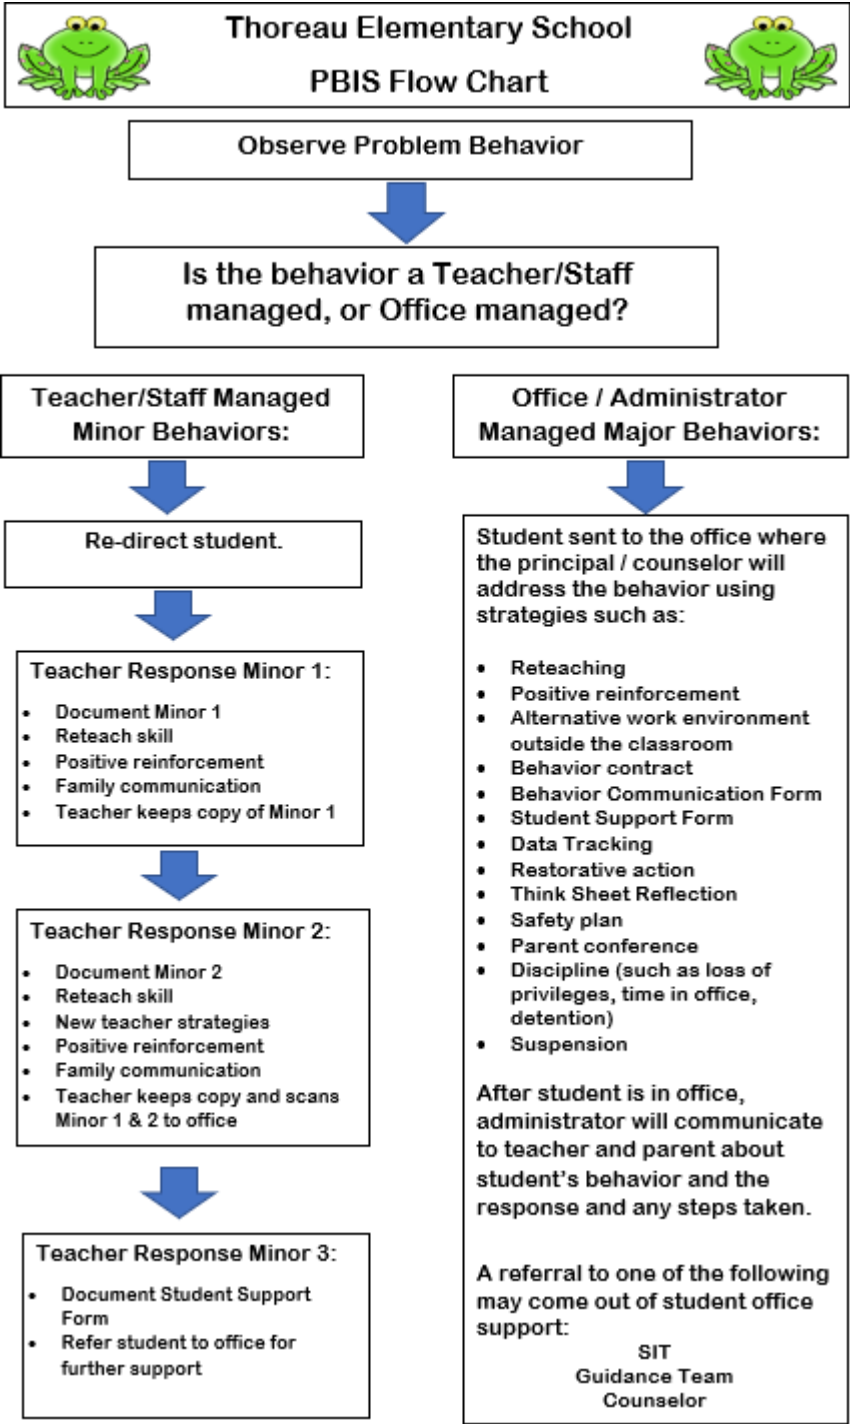 Thoreau Elementary School
PBIS Flow Chart
Observe Problem Behavior
Is the behavior a Teacher/Staff
managed, or Office managed?
Teacher/Staff Managed
Minor Behaviors:
Re-direct student.
Teacher Response Minor 1:
• Document Minor 1
• Reteach skill
• Positive reinforcement
• Family communication
• Teacher keeps copy of Minor 1
Teacher Response Minor 2:
• Document Minor 2
• Reteach skill
• New teacher strategies
• Positive reinforcement
• Family communication
• Teacher keeps copy and scans
Minor 1 & 2 to office
Teacher Response Minor 3:
• Document Student Support
Form
• Refer student to office for
further support
Office / Administrator
Managed Major Behaviors:
Student sent to the office where
the principal / counselor will
address the behavior using
strategies such as:
• Reteaching
• Positive reinforcement
• Alternative work environment
outside the classroom
• Behavior contract
• Behavior Communication Form
• Student Support Form
• Data Tracking
• Restorative action
• Think Sheet Reflection
• Safety plan
• Parent conference
• Discipline (such as loss of
privileges, time in office,
detention)
• Suspension
After student is in office,
administrator will communicate
to teacher and parent about
student's behavior and the
response and any steps taken.
A referral to one of the following
may come out of student office
support:
SIT
Guidance Team
Counselor